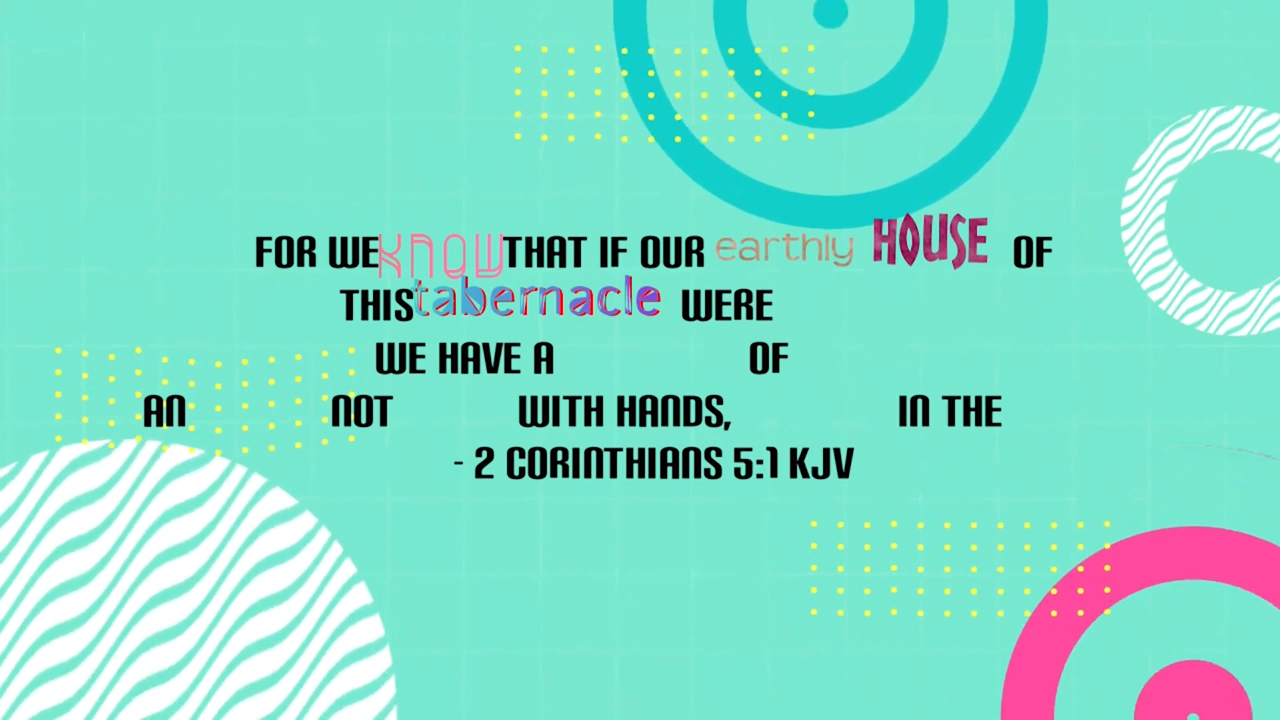 FOR WE KNOW THAT IF OUR earthly HOUSE OF
THIS tabernacle WERE
WE HAVE A OF
AN NOT WITH HANDS, IN THE
- 2 CORINTHIANS 5:1 KJV